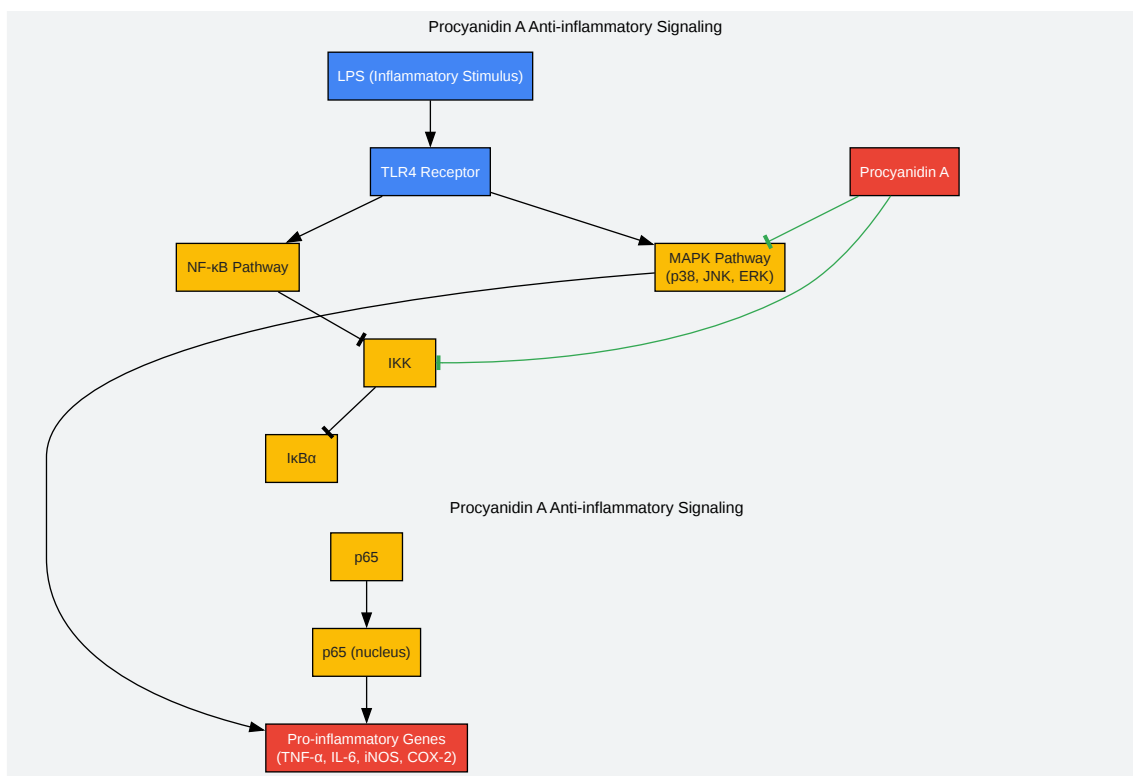 Procyanidin A Anti-inflammatory Signaling
LPS (Inflammatory Stimulus)
TLR4 Receptor
Procyanidin A
NF-κB Pathway
MAPK Pathway
(p38, JNK, ERK)
IKK
IκBα
Procyanidin A Anti-inflammatory Signaling
p65
p65 (nucleus)
Pro-inflammatory Genes
(TNF-α, IL-6, iNOS, COX-2)